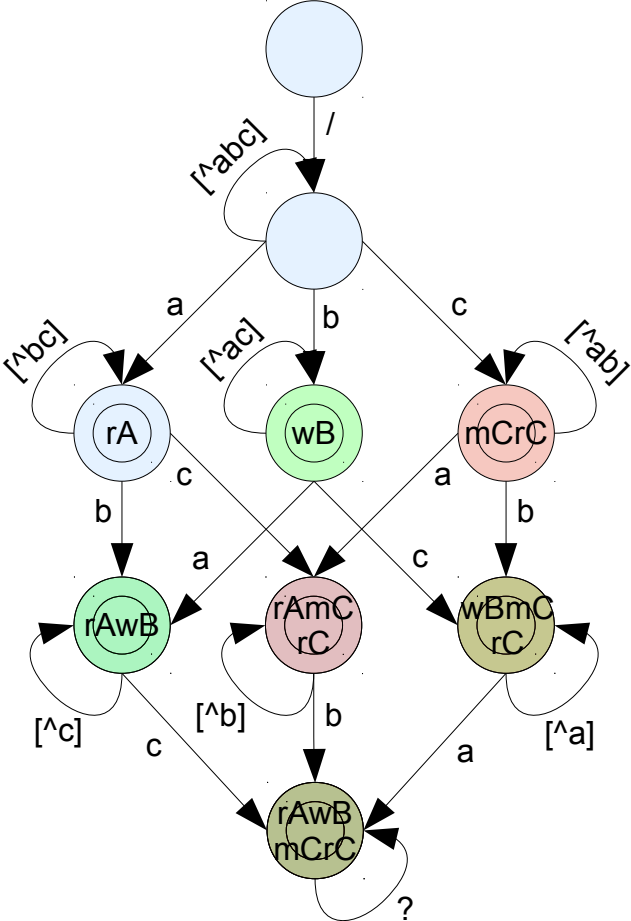 /
[^abc]
a
b
c
[^bc]
[^ac]
[^ab]
rA
wB
mCrC
b
c
a
b
a
c
rAwB
rAmC
rC
wBmC
rC
[^c]
[^b]
[^a]
c
b
a
rAwB
mCrC
?